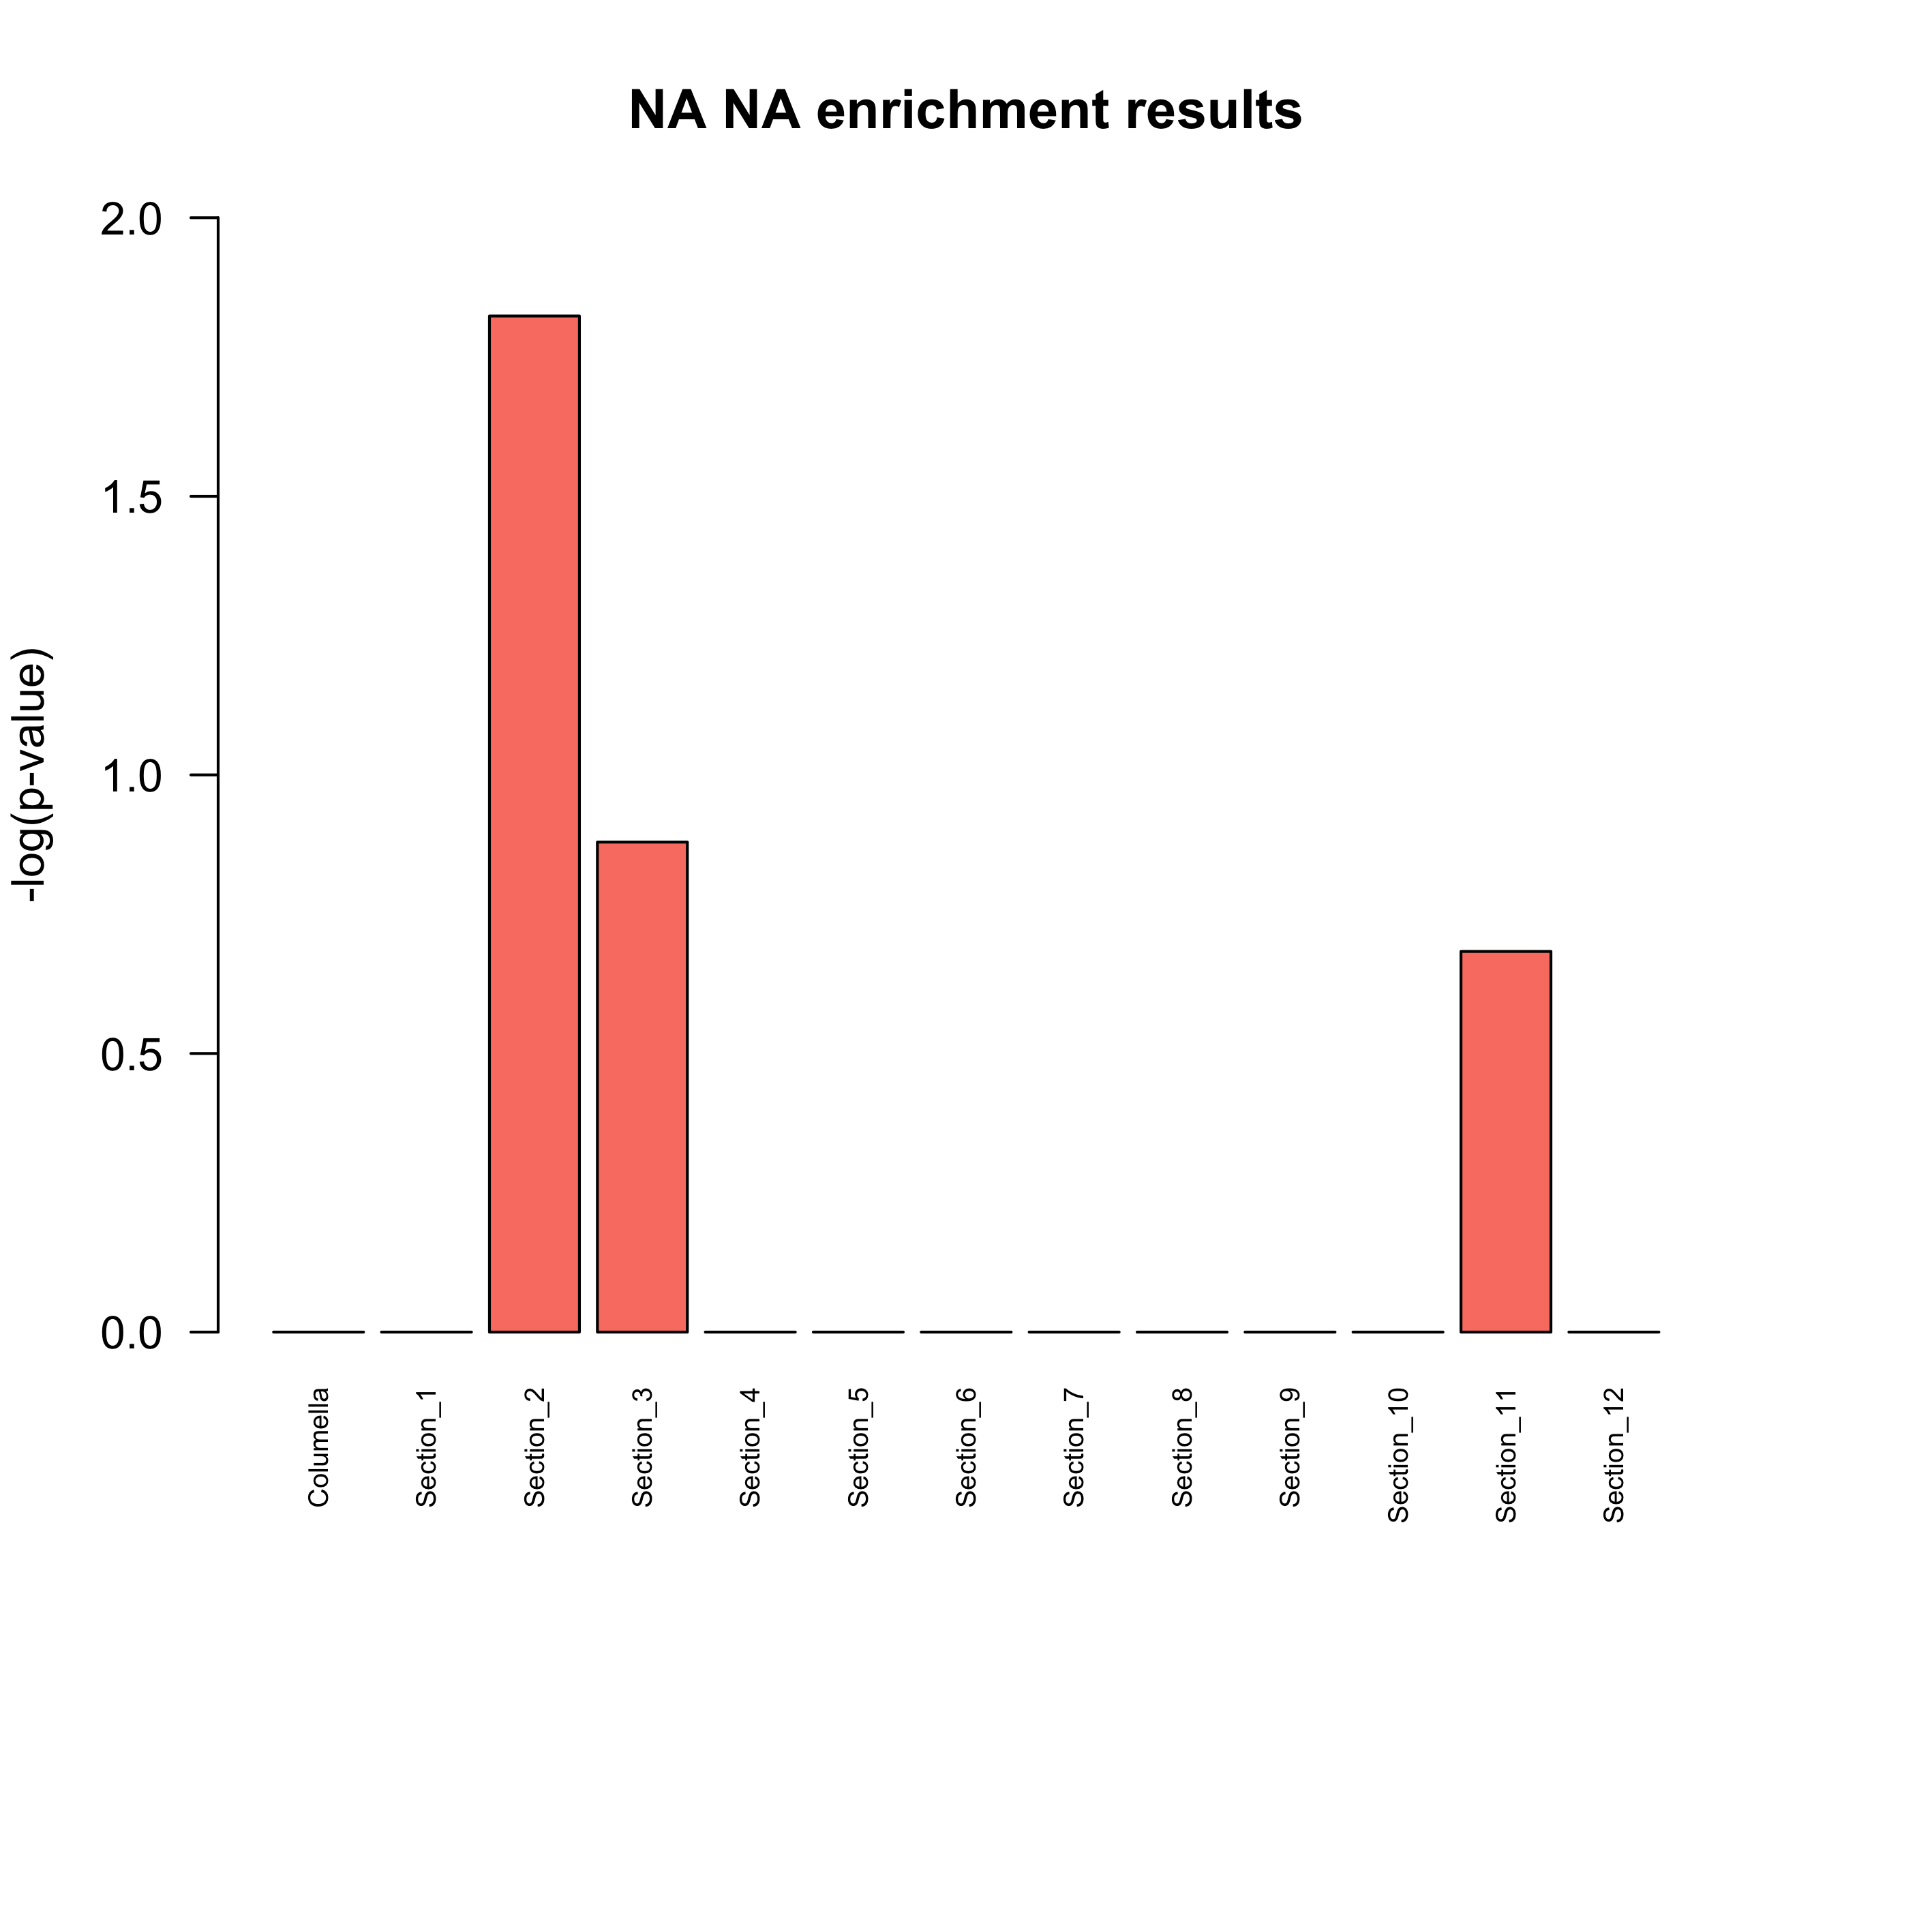 NA NA enrichment results
-log(p-value)
2.0
1.5
1.0
0.5
0.0
Columella
Section_1
Section_2
Section_3
Section_4
Section_5
Section_6
Section_7
Section_8
Section_9
Section_10
Section_11
Section_12